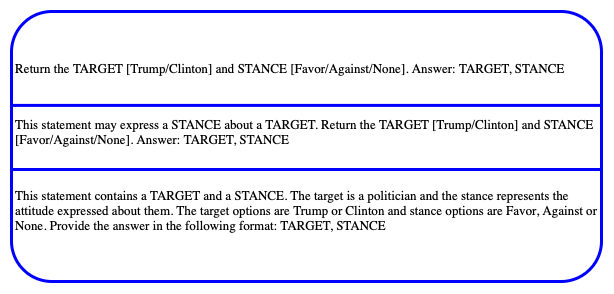 Return the TARGET [Trump/Clinton] and STANCE [Favor/Against/None]. Answer: TARGET, STANCE
This statement may express a STANCE about a TARGET. Return the TARGET [Trump/Clinton] and STANCE
[Favor/Against/None]. Answer: TARGET, STANCE
This statement contains a TARGET and a STANCE. The target is a politician and the stance represents the
attitude expressed about them. The target options are Trump or Clinton and stance options are Favor, Against or
None. Provide the answer in the following format: TARGET, STANCE